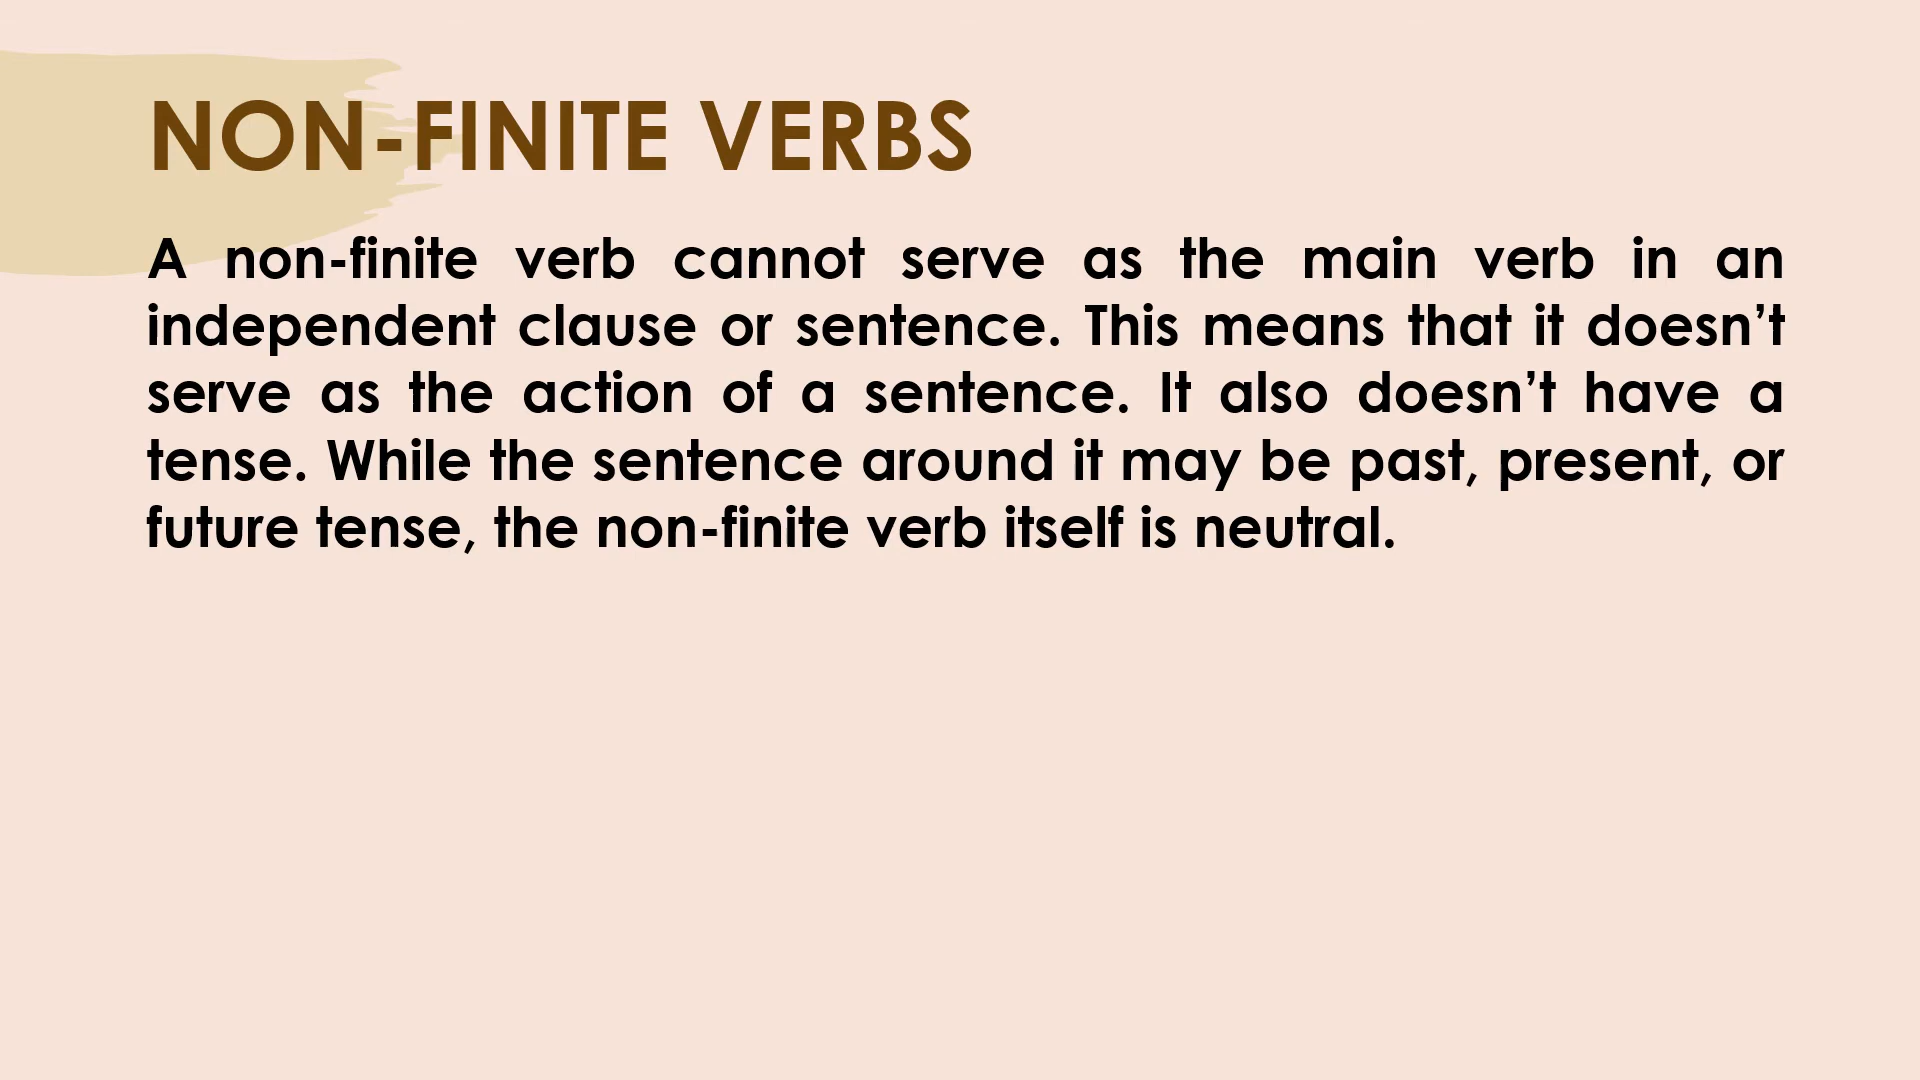 NON-FINITE VERBS
A non-finite verb cannot serve as the main verb in an
independent clause or sentence. This means that it doesn’t
serve as the action of a sentence. It also doesn’t have a
tense. While the sentence around it may be past, present, or
future tense, the non-finite verb itself is neutral.